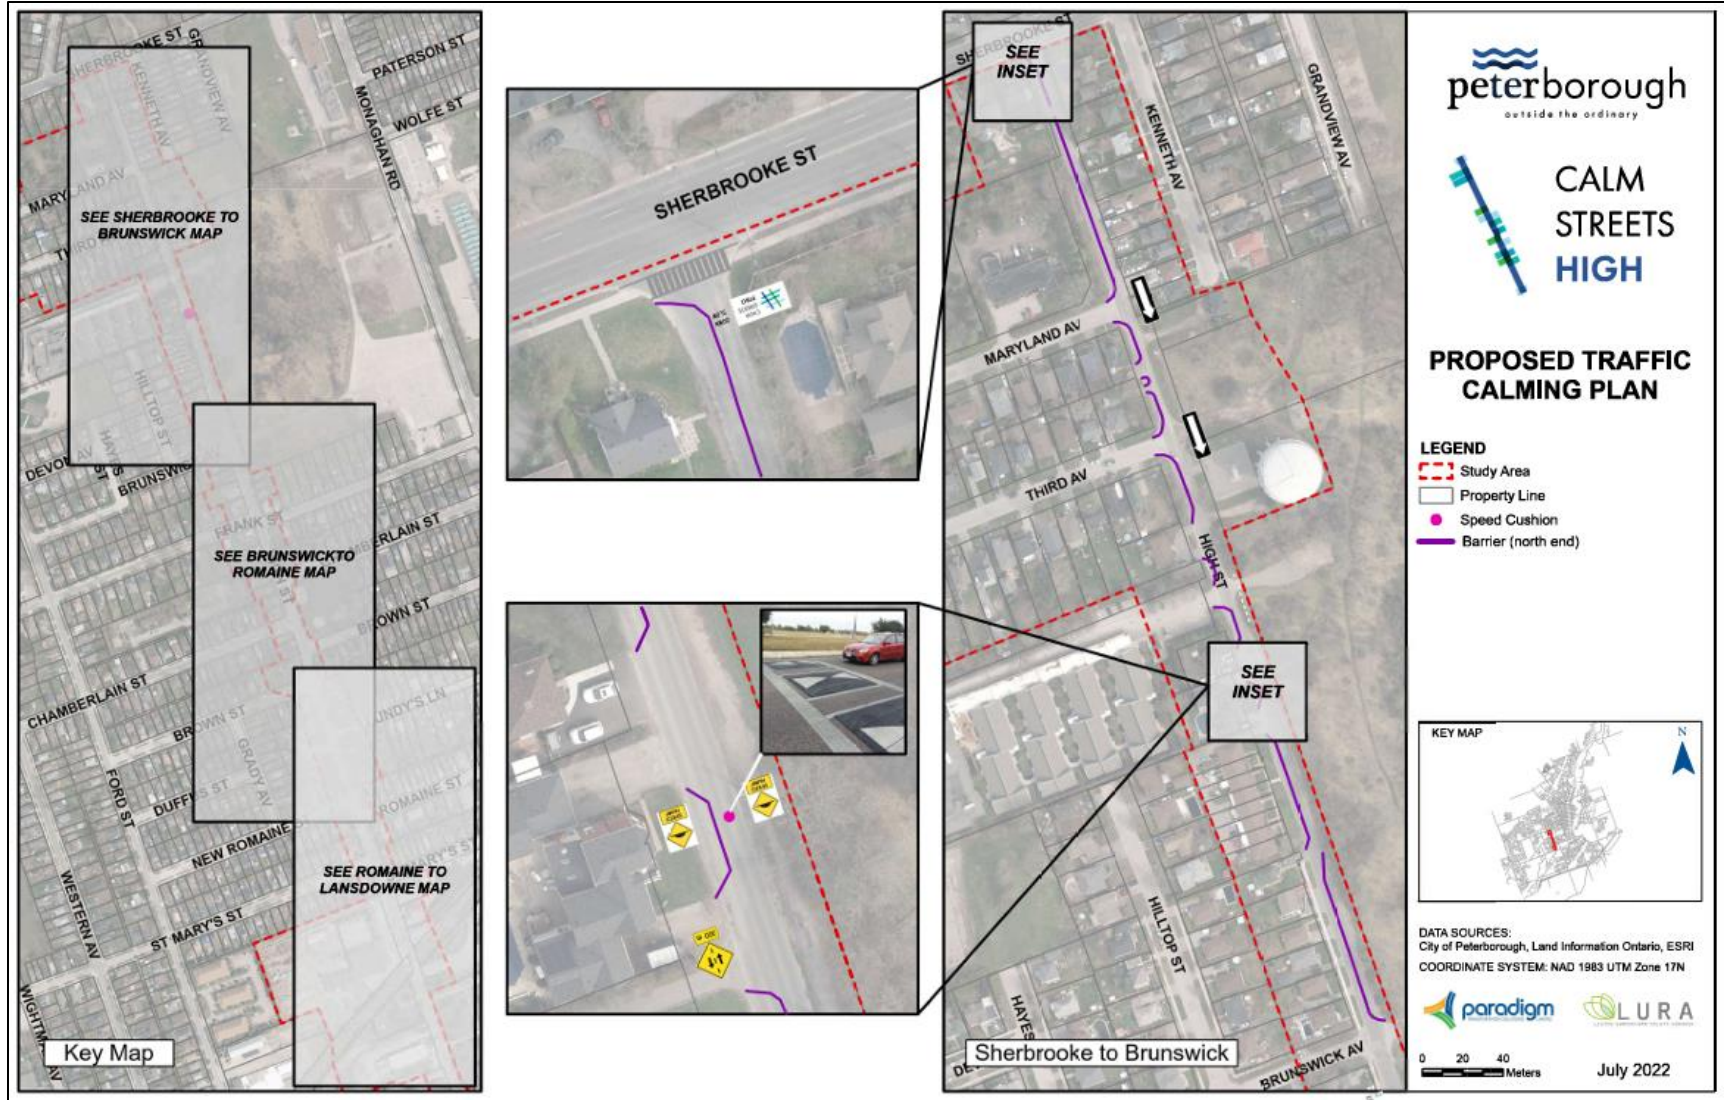 SHERBROOKE ST
KENNETH AV
GRANDVIEW AV
PATERSON ST
WOLFE ST
MONAGHAN RD
MARYLAND AV
SEE SHERBROOKE TO
BRUNSWICK MAP
HILLTOP ST
DEVON AV
BRUNSWICK AV
FRANK ST
SEE BRUNSWICKTO
ROMAINE MAP
BROWN ST
CHAMBERLAIN ST
BROWN ST
GRADY AV
FORD ST
DUFFUS ST
ROMAINE ST
NEW ROMAINE
SEE ROMAINE TO
LANSDOWNE MAP
WESTERN AV
ST MARY'S ST
Key Map
SHERBROOKE ST
SHERBROOKE ST
SEE
INSET
KENNETH AV
GRANDVIEW AV
MARYLAND AV
THIRD AV
HIGH ST
SEE
INSET
HILLTOP ST
HAYES
BRUNSWICK AV
Sherbrooke to Brunswick
peterborough
outside the ordinary
CALM
STREETS
HIGH
PROPOSED TRAFFIC
CALMING PLAN
LEGEND
Study Area
Property Line
Speed Cushion
Barrier (north end)
KEY MAP
N
DATA SOURCES:
City of Peterborough, Land Information Ontario, ESRI
COORDINATE SYSTEM: NAD 1983 UTM Zone 17N
paradigm
LURA
0 20 40
Meters
July 2022